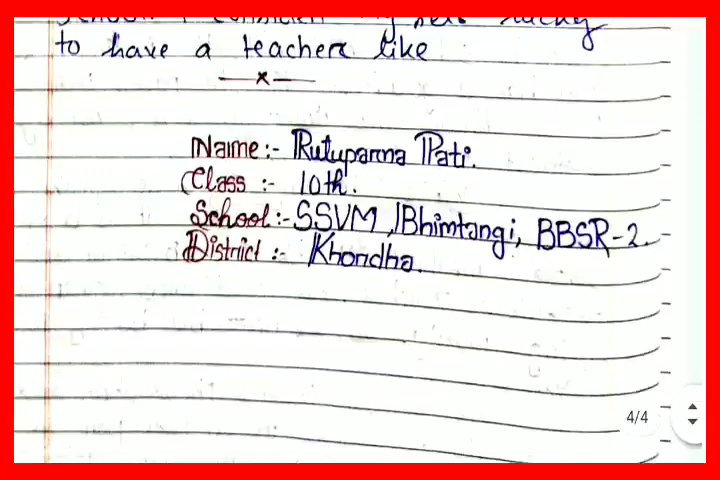 to have a teacher like
—x—
Name:- Rutuparna Pati.
Class :- 10th.
School:- SSVM, Bhimtangi, BBSR-2.
District :- Khordha.
4/4